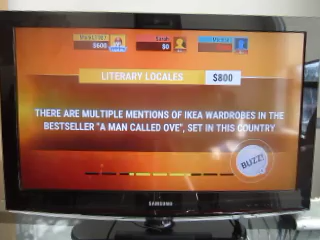 $600
Sarah
$0
LITERARY LOCALES $800
THERE ARE MULTIPLE MENTIONS OF IKEA WARDROBES IN THE
BESTSELLER "A MAN CALLED OVE", SET IN THIS COUNTRY
BUZZ!
SAMSUNG